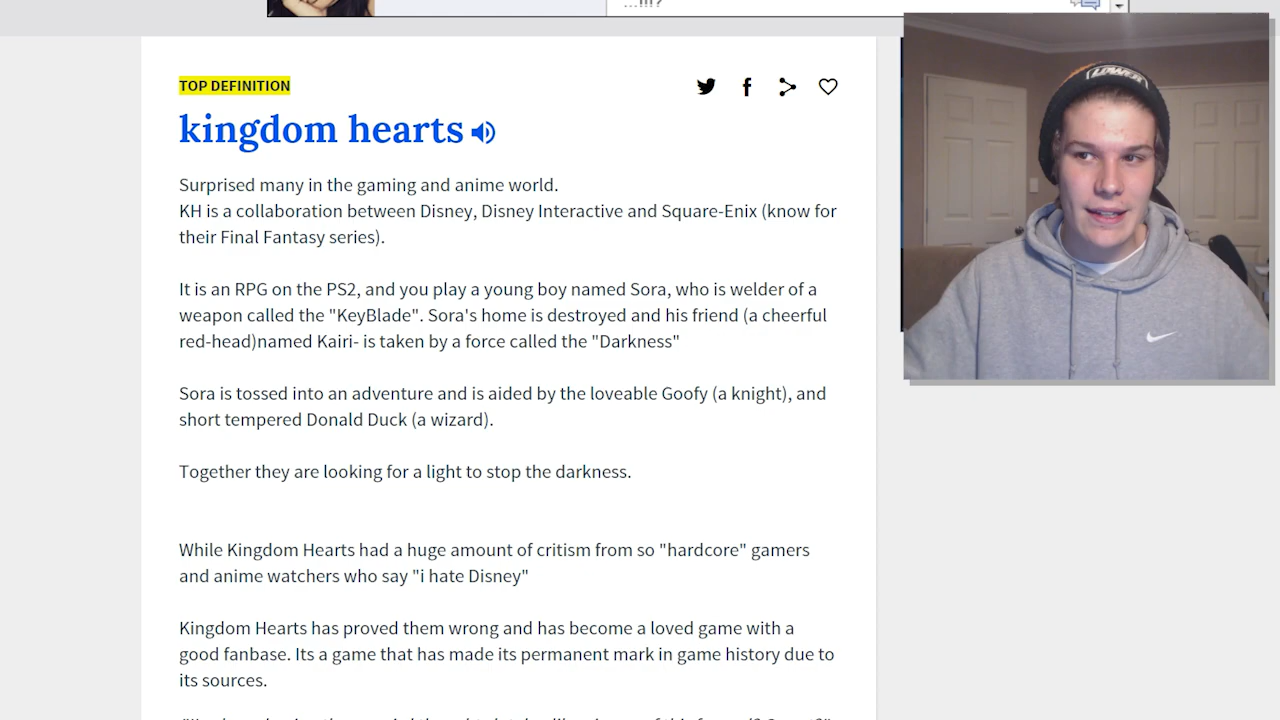 ...!!?
TOP DEFINITION
kingdom hearts
Surprised many in the gaming and anime world.
KH is a collaboration between Disney, Disney Interactive and Square-Enix (know for
their Final Fantasy series).
It is an RPG on the PS2, and you play a young boy named Sora, who is welder of a
weapon called the "KeyBlade". Sora's home is destroyed and his friend (a cheerful
red-head)named Kairi- is taken by a force called the "Darkness"
Sora is tossed into an adventure and is aided by the loveable Goofy (a knight), and
short tempered Donald Duck (a wizard).
Together they are looking for a light to stop the darkness.
While Kingdom Hearts had a huge amount of critism from so "hardcore" gamers
and anime watchers who say "i hate Disney"
Kingdom Hearts has proved them wrong and has become a loved game with a
good fanbase. Its a game that has made its permanent mark in game history due to
its sources.